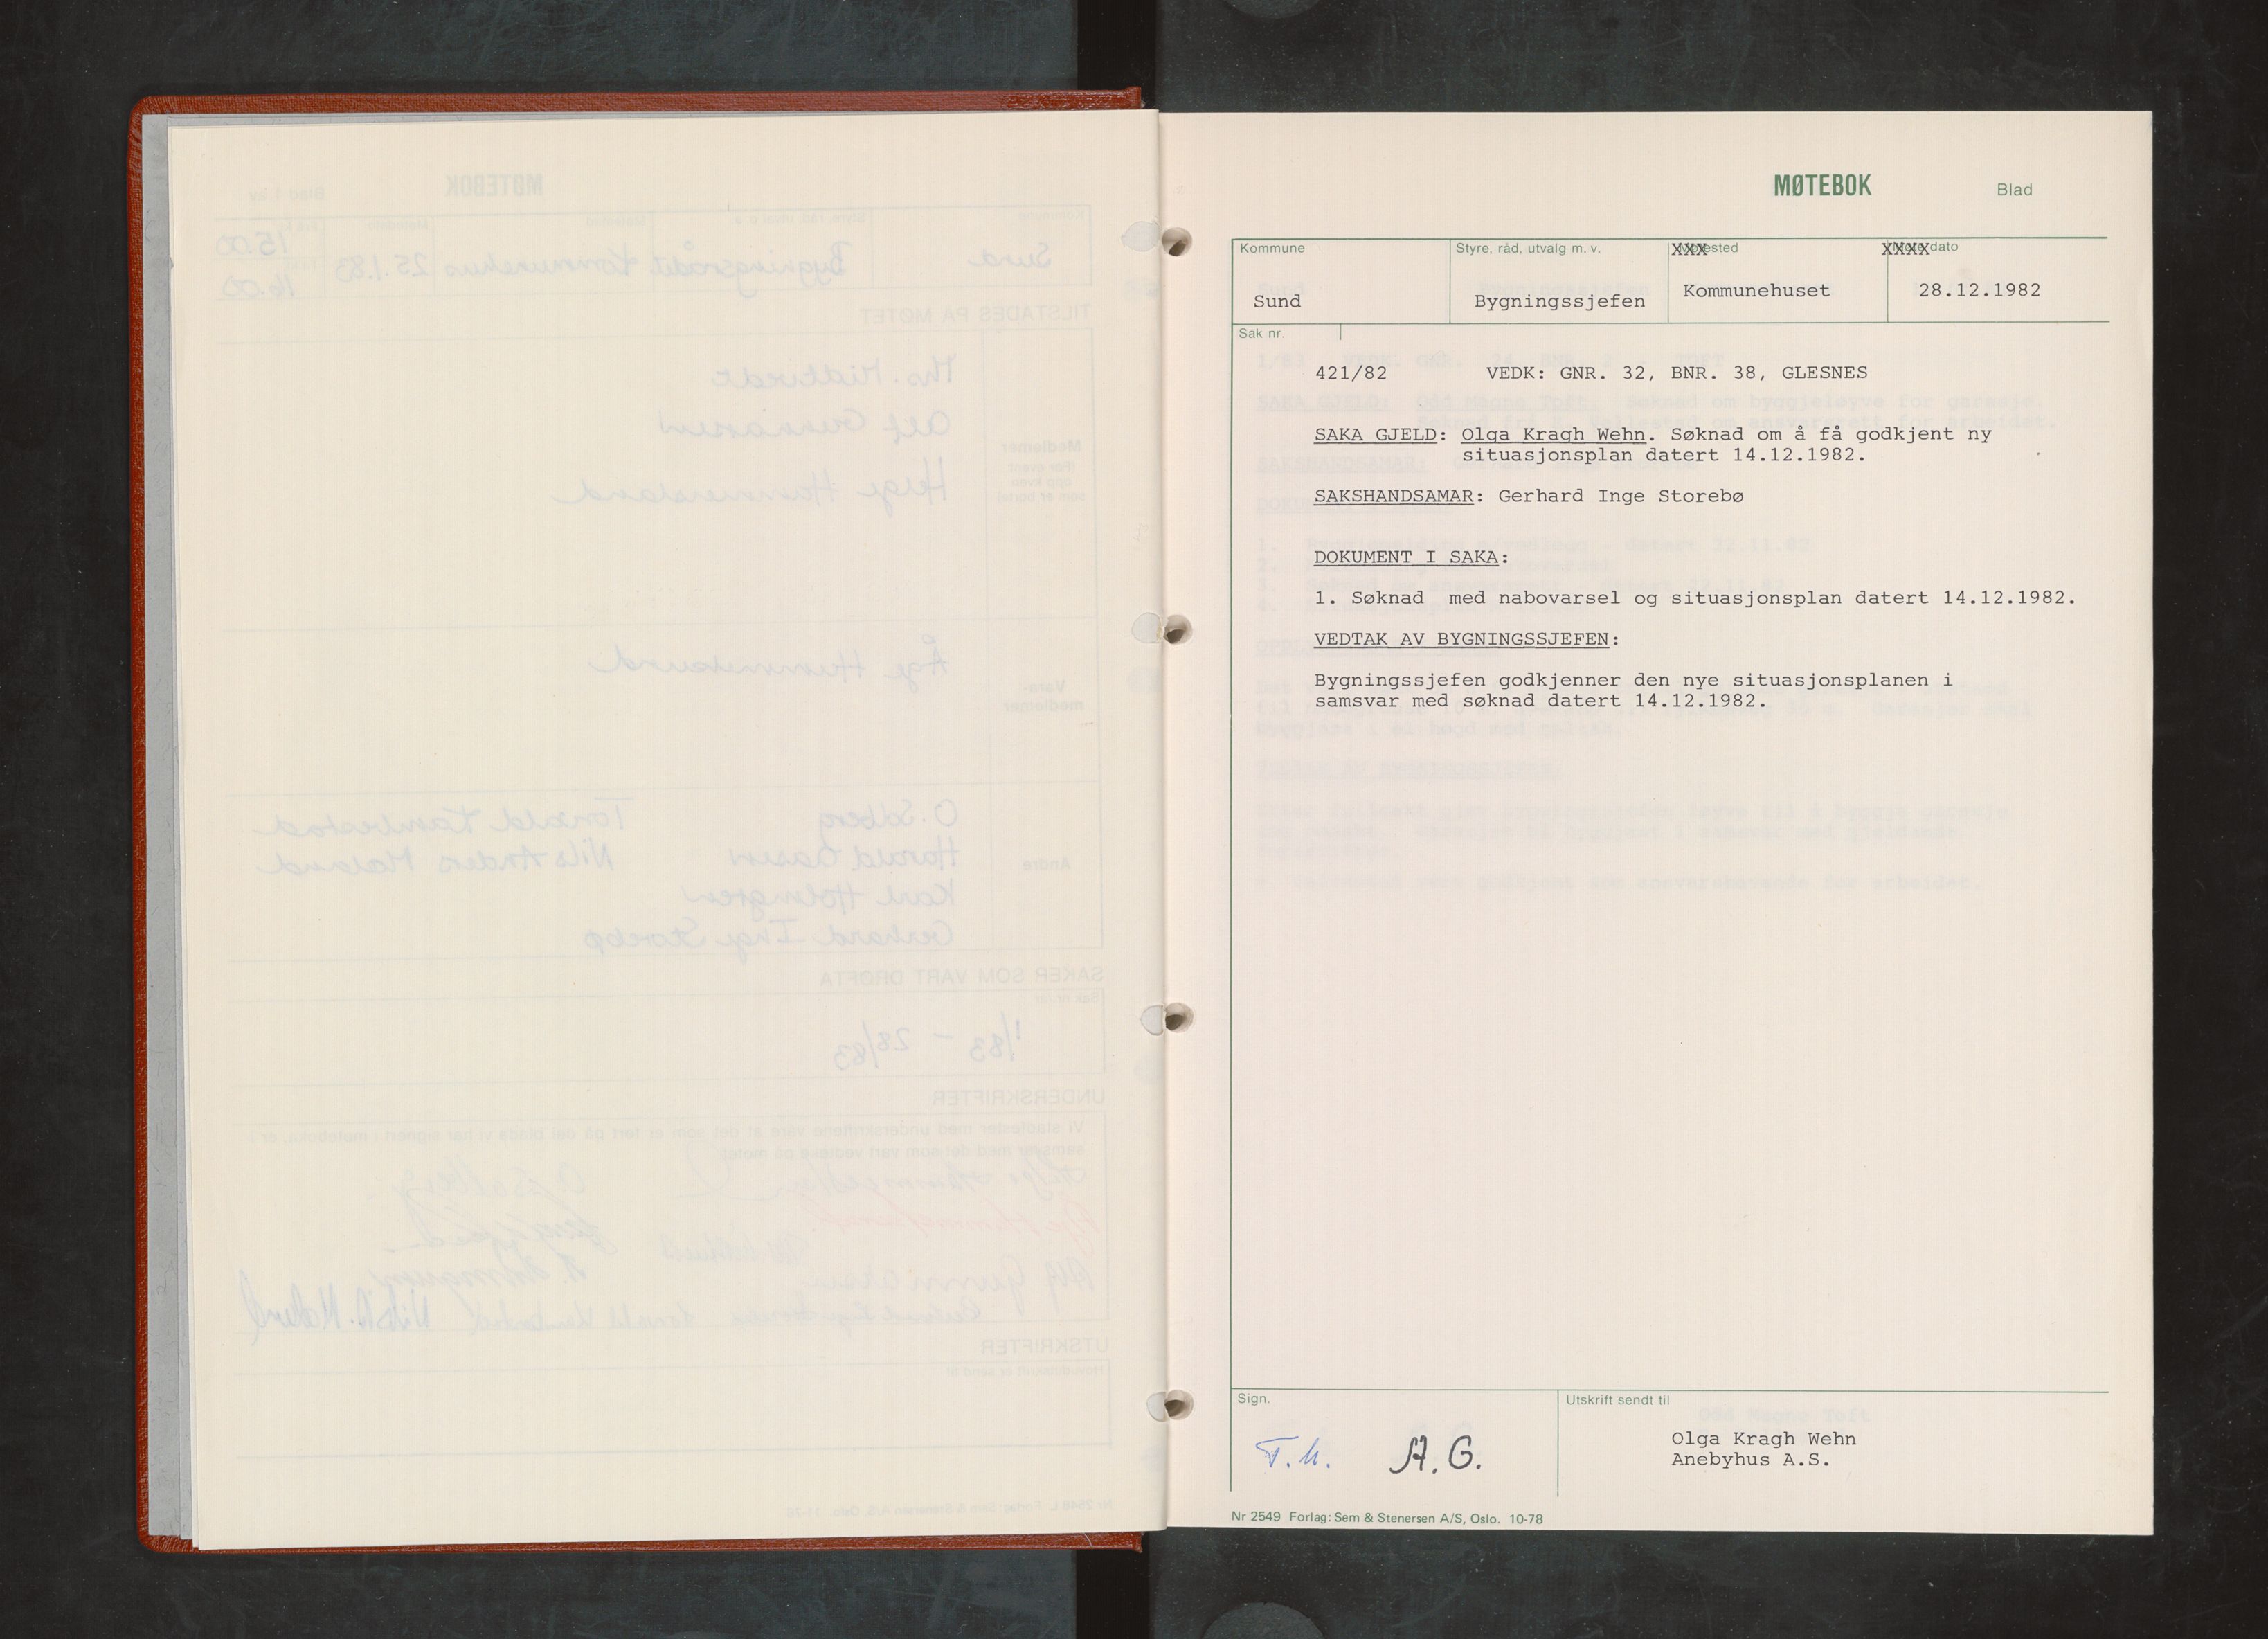 MØTEBOK
Blad
Kommune
Styre, råd, utvalg m. v.
XXXsted
XXXXdato
Sund
Bygningssjefen
Kommunehuset
28.12.1982
Sak nr.
421/82 VEDK: GNR. 32, BNR. 38, GLESNES
SAKA GJELD: Olga Kragh Wehn. Søknad om å få godkjent ny
situasjonsplan datert 14.12.1982.
SAKSHANDSAMAR: Gerhard Inge Storebø
DOKUMENT I SAKA:
1. Søknad med nabovarsel og situasjonsplan datert 14.12.1982.
VEDTAK AV BYGNINGSSJEFEN:
Bygningssjefen godkjenner den nye situasjonsplanen i
samsvar med søknad datert 14.12.1982.
Sign.
T.h. A.G.
Utskrift sendt til
Olga Kragh Wehn
Anebyhus A.S.
Nr 2549 Forlag: Sem & Stenersen A/S, Oslo. 10-78